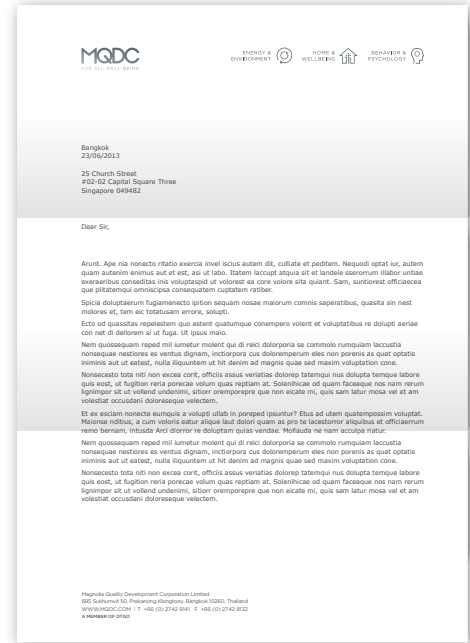 MQDC
FOR ALL WELL-BEING
ENERGY &
ENVIRONMENT
HOME &
WELLBEING
BEHAVIOR &
PSYCHOLOGY
Bangkok
23/06/2013
25 Church Street
#02-02 Capital Square Three
Singapore 049482
Dear Sir,
Arunt. Ape nia nonecto ritatio exercia invel iscius autem dit, culliate et peditem. Nequodi optat iur, autem
quam autenim enimus aut et est, asi ut labo. Itatem laccupt atquia sit et landele sserorrum illabor untiae
exeraeribus conseditas inis voluptaspid ut volorest ea core volore sita quiant. Sam, suntiorest officiaecea
que plitatemqui omniscipsa consequatem cuptatem ratiber.
Spicia doluptaerum fugiamenecto ipition sequam nosae maiorum comnis saperatibus, quasita sin nest
molores et, tem eic totatusam errore, solupti.
Ecto od quassitas repelestem quo estent quatumque conempero volent et voluptatibus re dolupti aeriae
con net di dellorem si ut fuga. Ut ipsus maio.
Nem quossequam reped mil iumetur molent qui di reici dolorporia se commolo rumquiam laccustia
nonsequae nestiores es ventus dignam, inctiorpora cus doloremperum eles non porenis as quat optatis
iniminis aut ut eatest, nulla iliquuntem ut hit denim ad magnis quae sed maximin vellautatem cone.
Nonsecesto tota niti non excea corit, officiis assus veriatias dolorep tatemqui nus dolupta temque labore
quis eost, ut fugition reria porecae volum quas reptiam at. Solenihicae od quam faceaque nos nam rerum
lignimpor sit ut vollend undenimi, sitiorr oremporepre que non eicate mi, quis sam latur mosa vel et am
volestiat occusdani doloreseque velectem.
Et ex esciam nonecte eumquis a volupti ullab in poreped ipsuntur? Etus ad utem quatempossim voluptat.
Maionse nditius, a cum voloris eatur alique laut dolori quam as pro te lacestorror aliquibus et officiaerrum
remo bernam, intusda Arci diorror re doluptam quias vendae. Mollauda ne nam acculpa riatur.
Nem quossequam reped mil iumetur molent qui di reici dolorporia se commolo rumquiam laccustia
nonsequae nestiores es ventus dignam, inctiorpora cus doloremperum eles non porenis as quat optatis
iniminis aut ut eatest, nulla iliquuntem ut hit denim ad magnis quae sed maximin vellautatem cone.
Nonsecesto tota niti non excea corit, officiis assus veriatias dolorep tatemqui nus dolupta temque labore
quis eost, ut fugition reria porecae volum quas reptiam at. Solenihicae od quam faceaque nos nam rerum
lignimpor sit ut vollend undenimi, sitiorr oremporepre que non eicate mi, quis sam latur mosa vel et am
volestiat occusdani doloreseque velectem.
Magnolia Quality Development Corporation Limited
695 Sukhumvit 50, Prakanong Klongtoey, Bangkok 10260, Thailand
WWW.MQDC.COM | T +66 (0) 2742 9141 F +66 (0) 2742 9132
A MEMBER OF DTGO